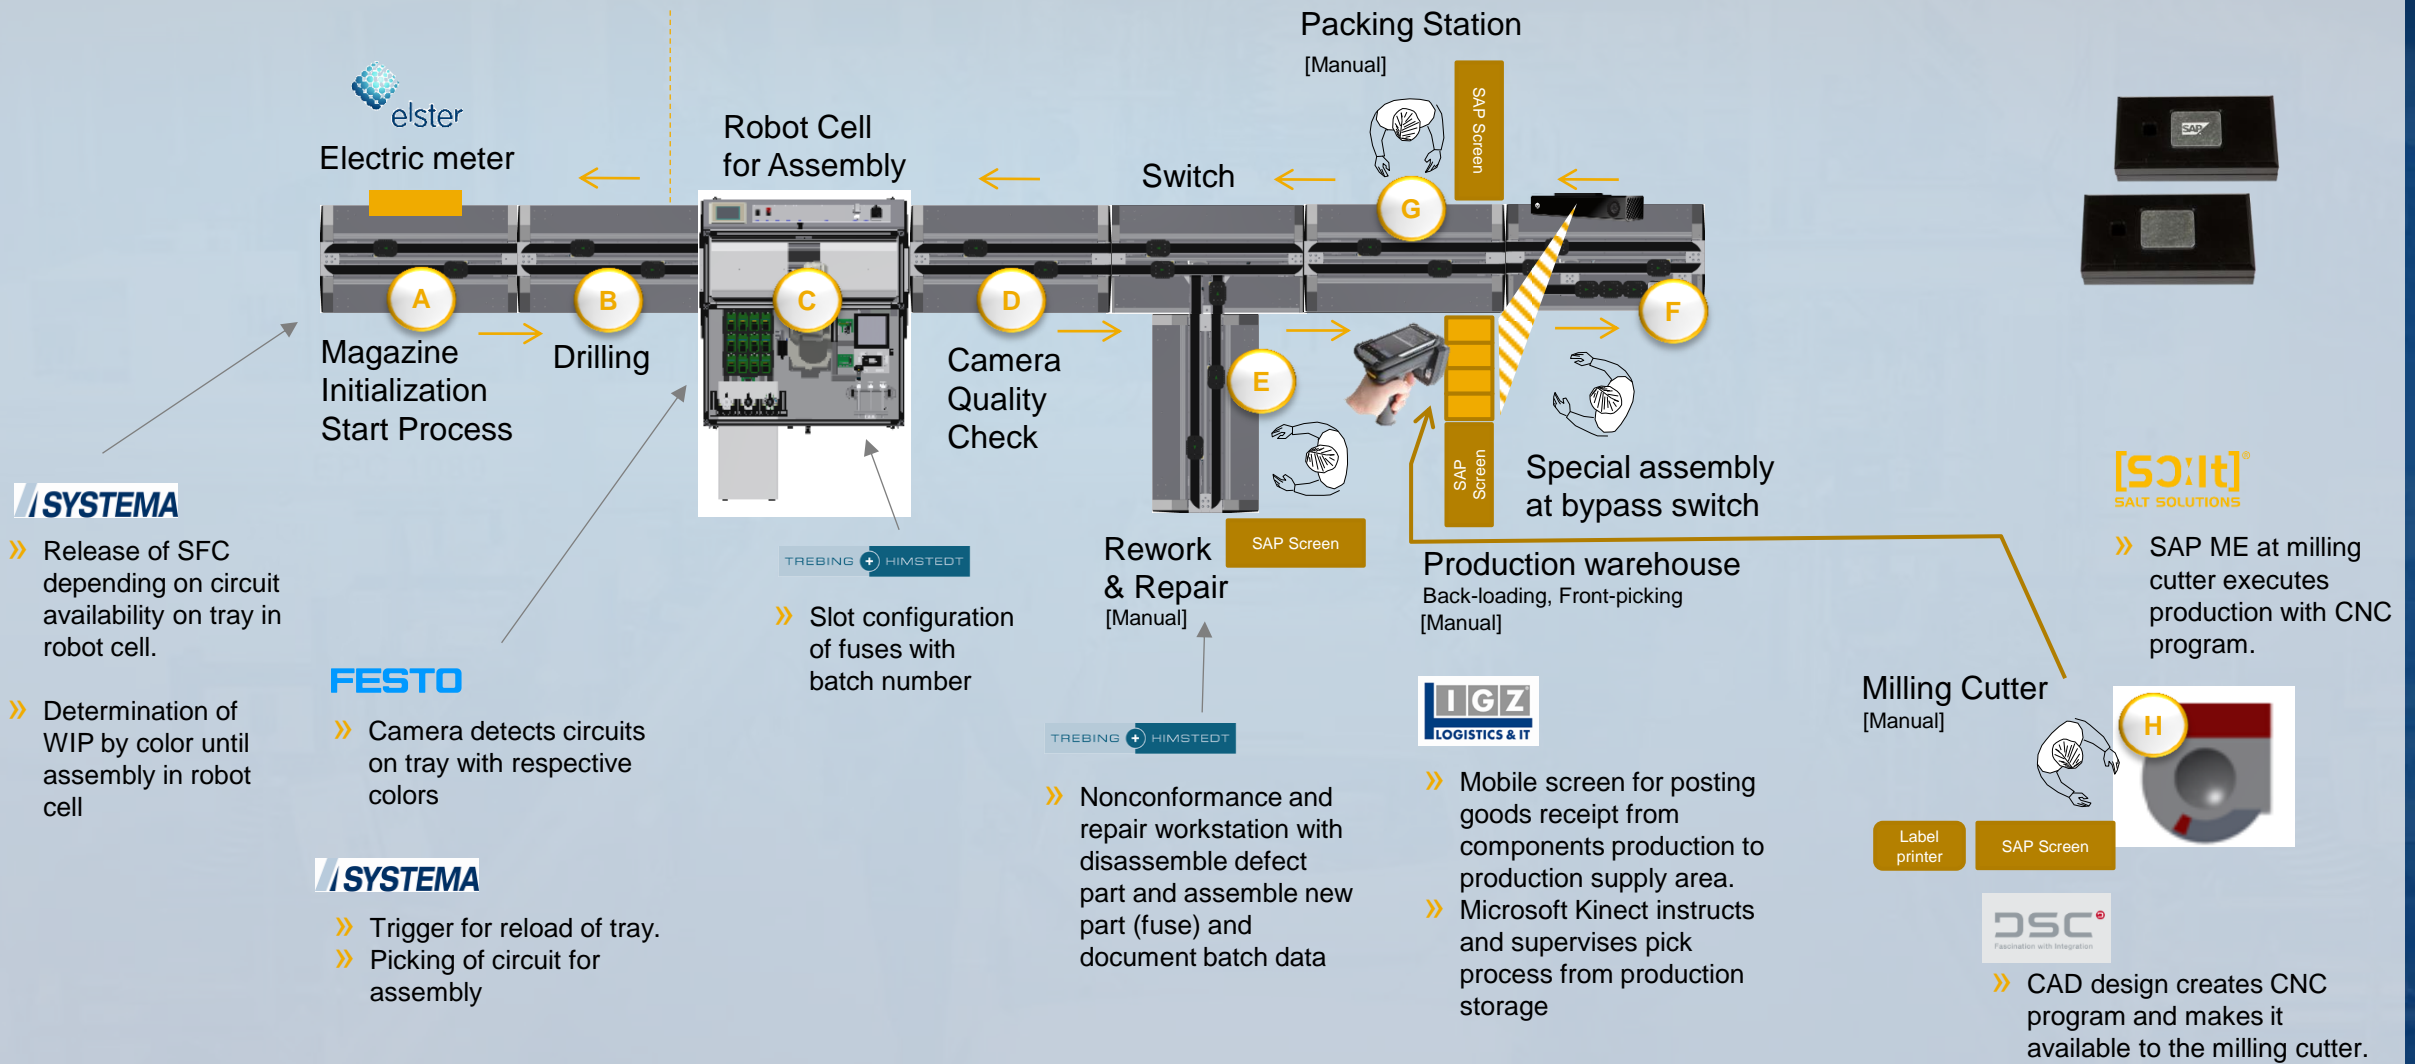 Packing Station
[Manual]
SAP Screen
elster
Electric meter
Robot Cell
for Assembly
Switch
SAP
A
B
C
D
E
F
G
Magazine
Initialization
Start Process
Drilling
Camera
Quality
Check
SAP
Screen
Special assembly
at bypass switch
SYSTEMA
» Release of SFC
depending on circuit
availability on tray in
robot cell.
» Determination of
WIP by color until
assembly in robot
cell
FESTO
» Camera detects circuits
on tray with respective
colors
SYSTEMA
» Trigger for reload of tray.
» Picking of circuit for
assembly
TREBING + HIMSTEDT
» Slot configuration
of fuses with
batch number
Rework
& Repair
[Manual]
SAP Screen
TREBING + HIMSTEDT
» Nonconformance and
repair workstation with
disassemble defect
part and assemble new
part (fuse) and
document batch data
Production warehouse
Back-loading, Front-picking
[Manual]
IGZ
LOGISTICS & IT
» Mobile screen for posting
goods receipt from
components production to
production supply area.
» Microsoft Kinect instructs
and supervises pick
process from production
storage
SALT SOLUTIONS
» SAP ME at milling
cutter executes
production with CNC
program.
Milling Cutter
[Manual]
H
Label
printer
SAP Screen
DSC
Fascination with Integration
» CAD design creates CNC
program and makes it
available to the milling cutter.